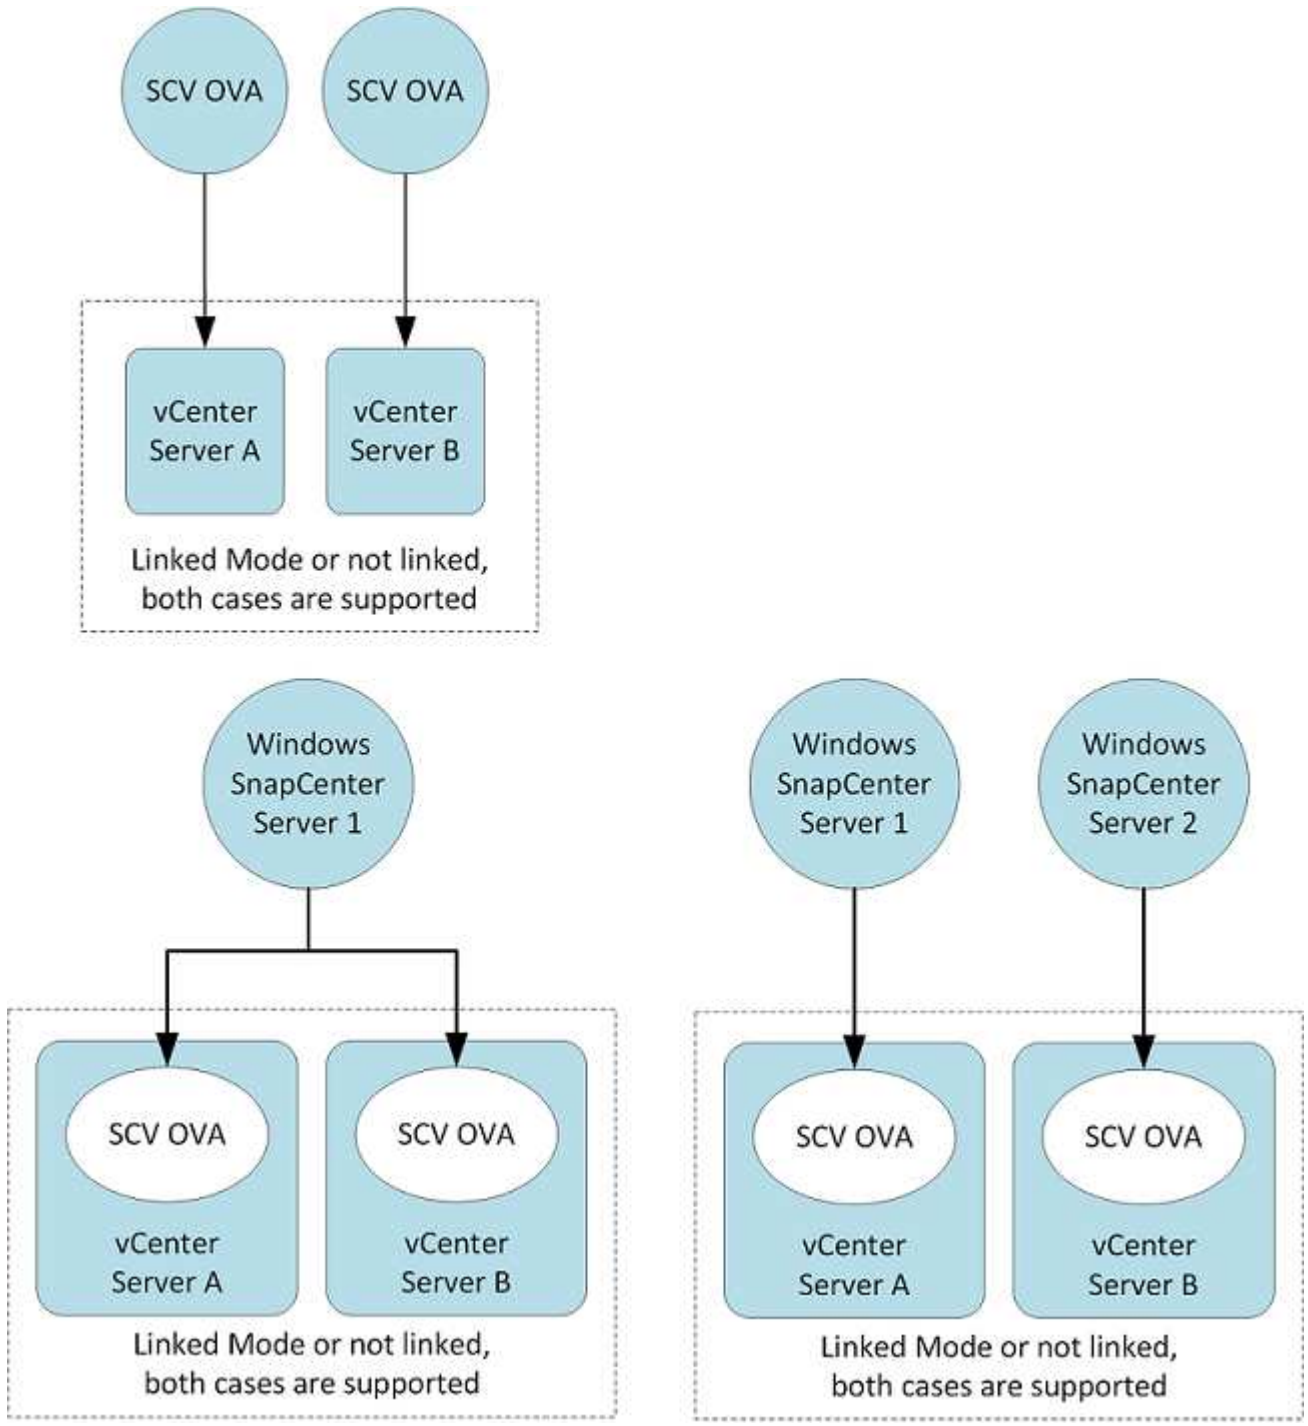 SCV OVA
SCV OVA
vCenter
Server A
vCenter
Server B
Linked Mode or not linked,
both cases are supported
Windows
SnapCenter
Server 1
SCV OVA
vCenter
Server A
SCV OVA
vCenter
Server B
Linked Mode or not linked,
both cases are supported
Windows
SnapCenter
Server 1
Windows
SnapCenter
Server 2
SCV OVA
vCenter
Server A
SCV OVA
vCenter
Server B
Linked Mode or not linked,
both cases are supported